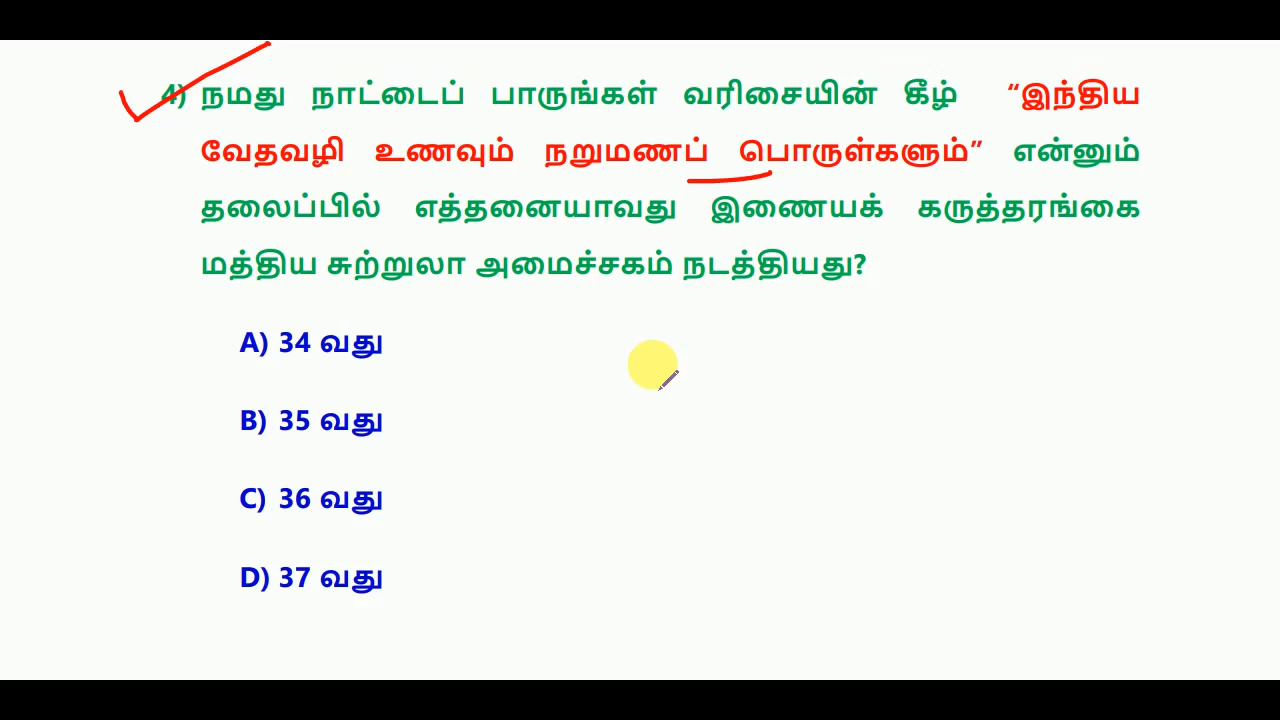 4) நமது நாட்டைப் பாருங்கள் வரிசையின் கீழ் “இந்திய
வேதவழி உணவும் நறுமணப் பொருள்களும்” என்னும்
தலைப்பில் எத்தனையாவது இணையக் கருத்தரங்கை
மத்திய சுற்றுலா அமைச்சகம் நடத்தியது?
A) 34 வது
B) 35 வது
C) 36 வது
D) 37 வது